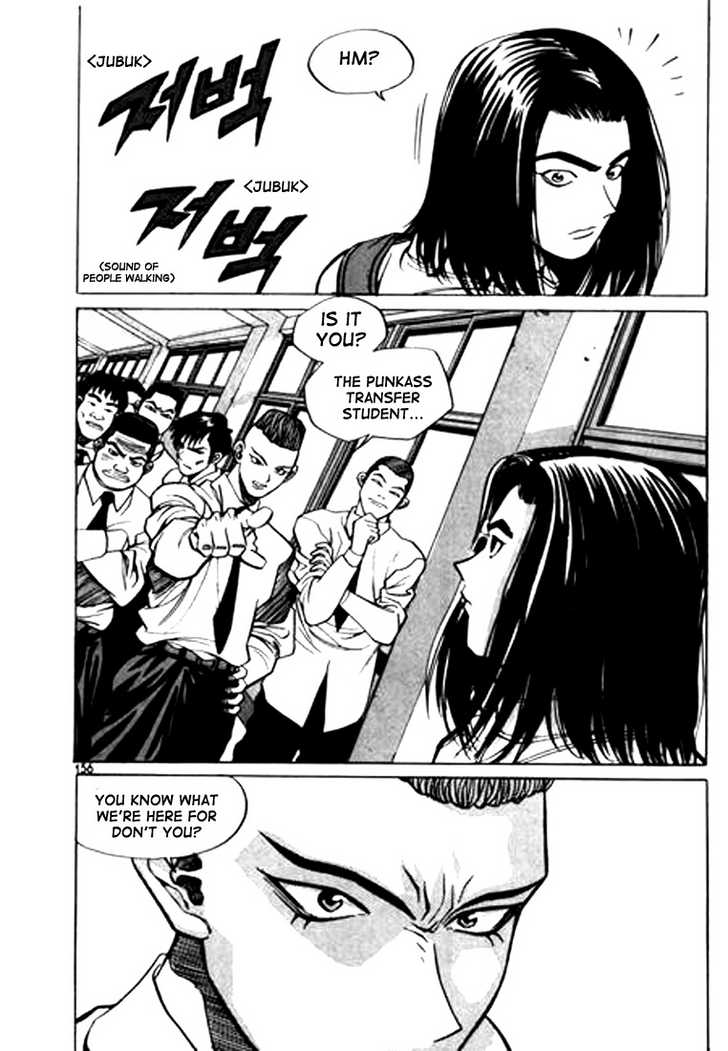 <JUBUK>
저벅
HM?
저벅
<JUBUK>
(SOUND OF
PEOPLE WALKING)
IS IT
YOU?
THE PUNKASS
TRANSFER
STUDENT...
156
YOU KNOW WHAT
WE'RE HERE FOR
DON'T YOU?